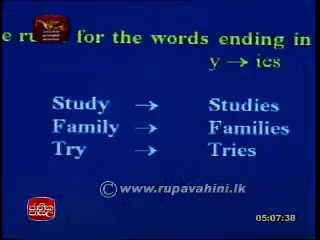 for the words ending in
y → ies
Study → Studies
Family → Families
Try → Tries
©www.rupavahini.lk
05:07:38